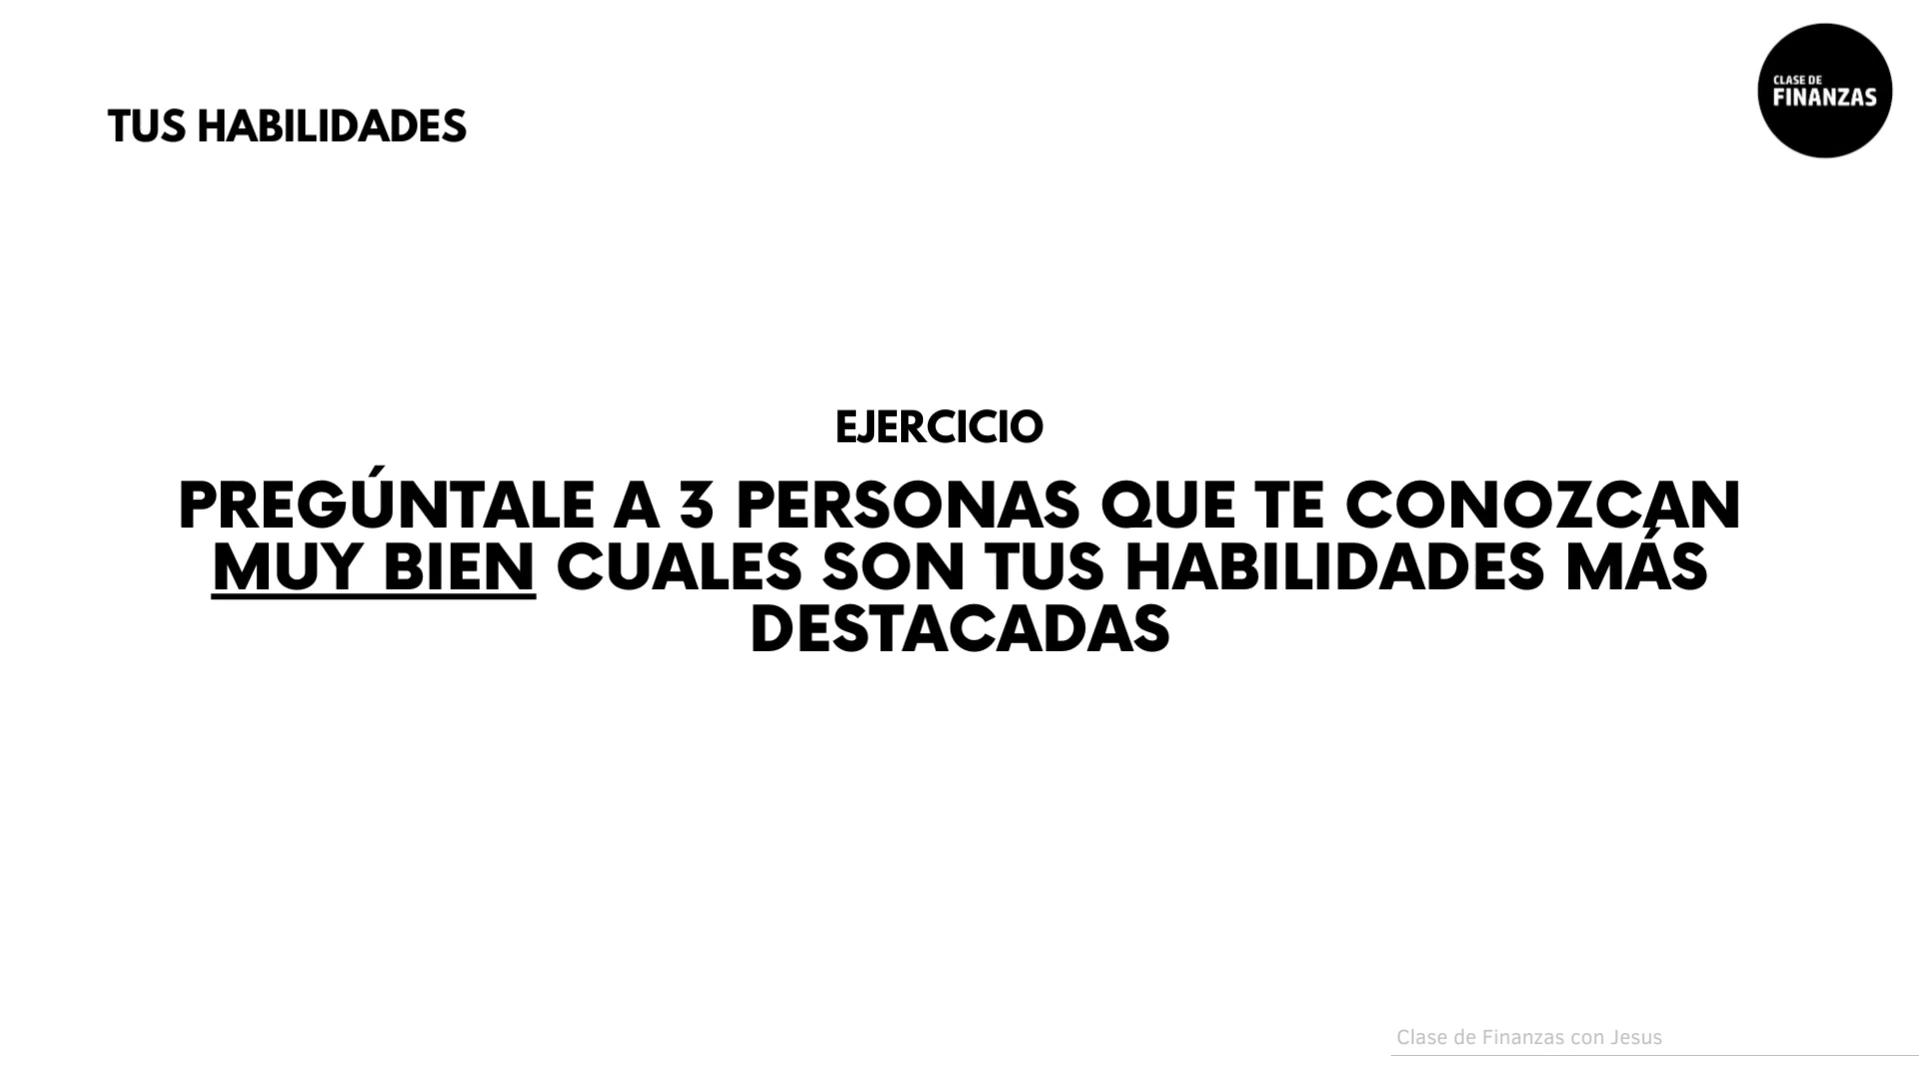 TUS HABILIDADES
CLASE DE
FINANZAS
EJERCICIO
PREGÚNTALE A 3 PERSONAS QUE TE CONOZCAN
MUY BIEN CUALES SON TUS HABILIDADES MÁS
DESTACADAS
Clase de Finanzas con Jesus